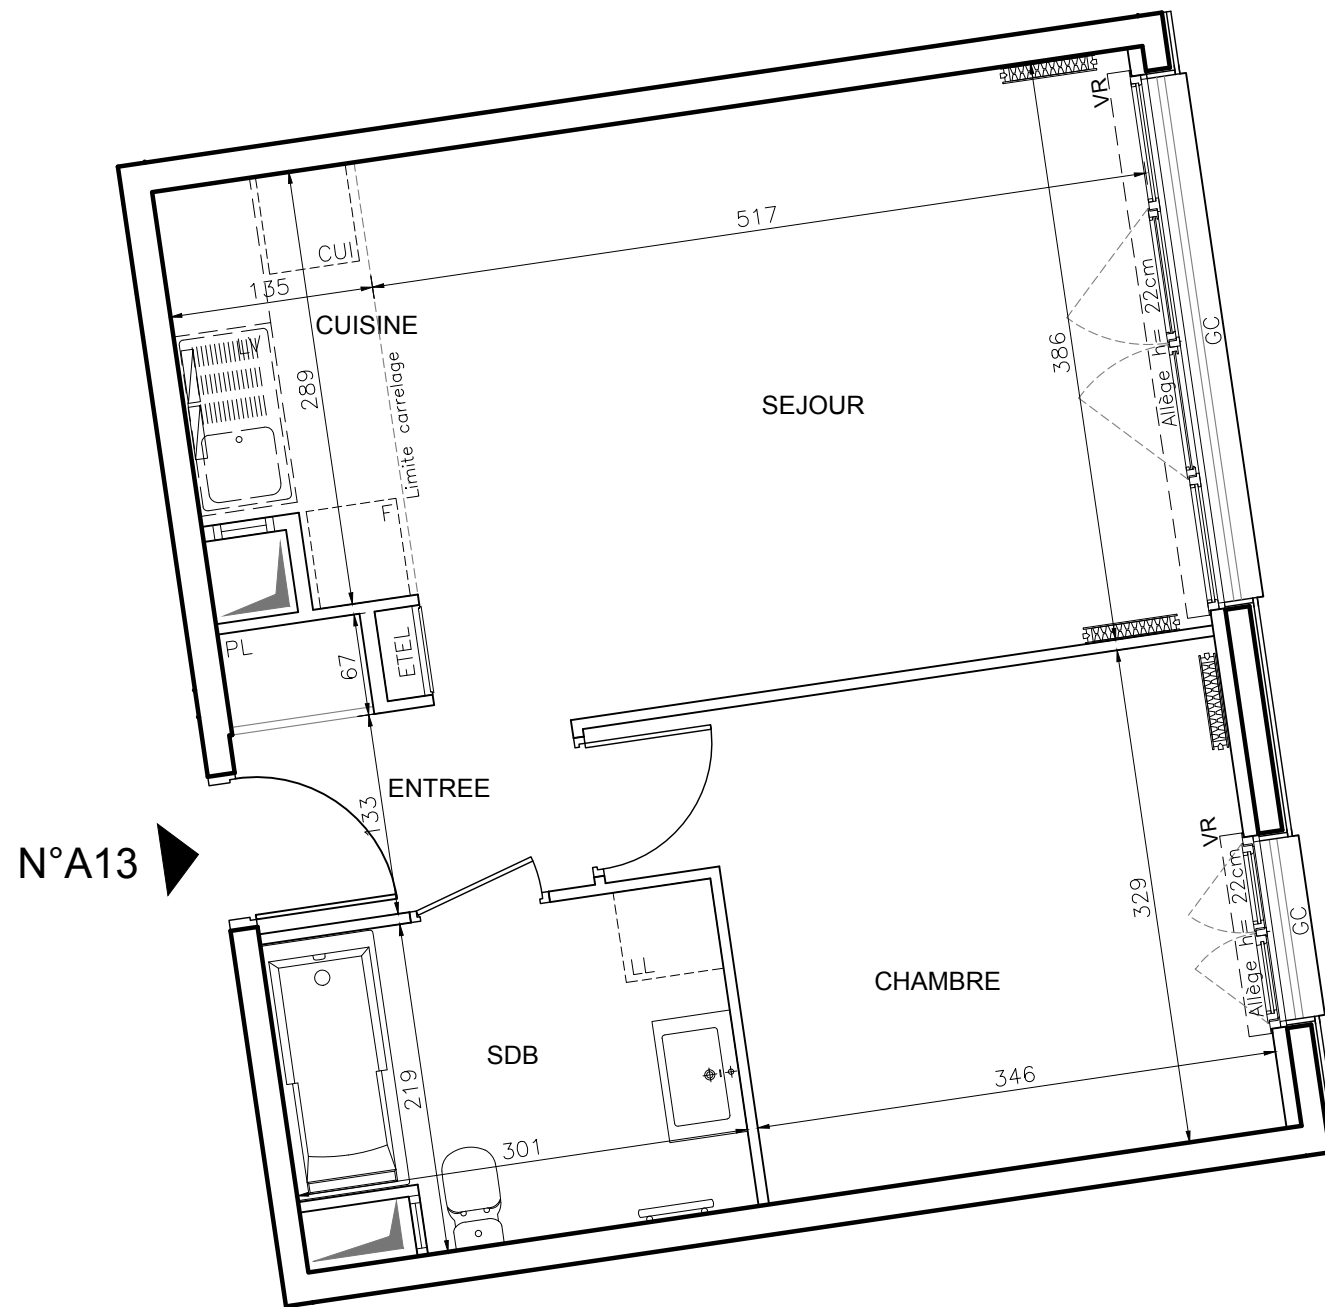 VR
517
CUI
135
CUISINE
LV
289
Limite carrelage
386
SEJOUR
Allège h= 22cm
GC
F
PL
67
ETEL
ENTREE
133
N°A13
VR
329
Allège h= 22cm
GC
LL
CHAMBRE
SDB
219
346
301